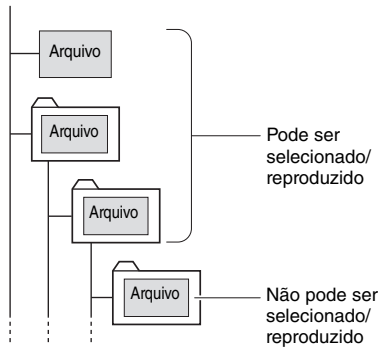 Arquivo
Arquivo
Pode ser
selecionado/
reproduzido
Arquivo
Arquivo
Não pode ser
selecionado/
reproduzido